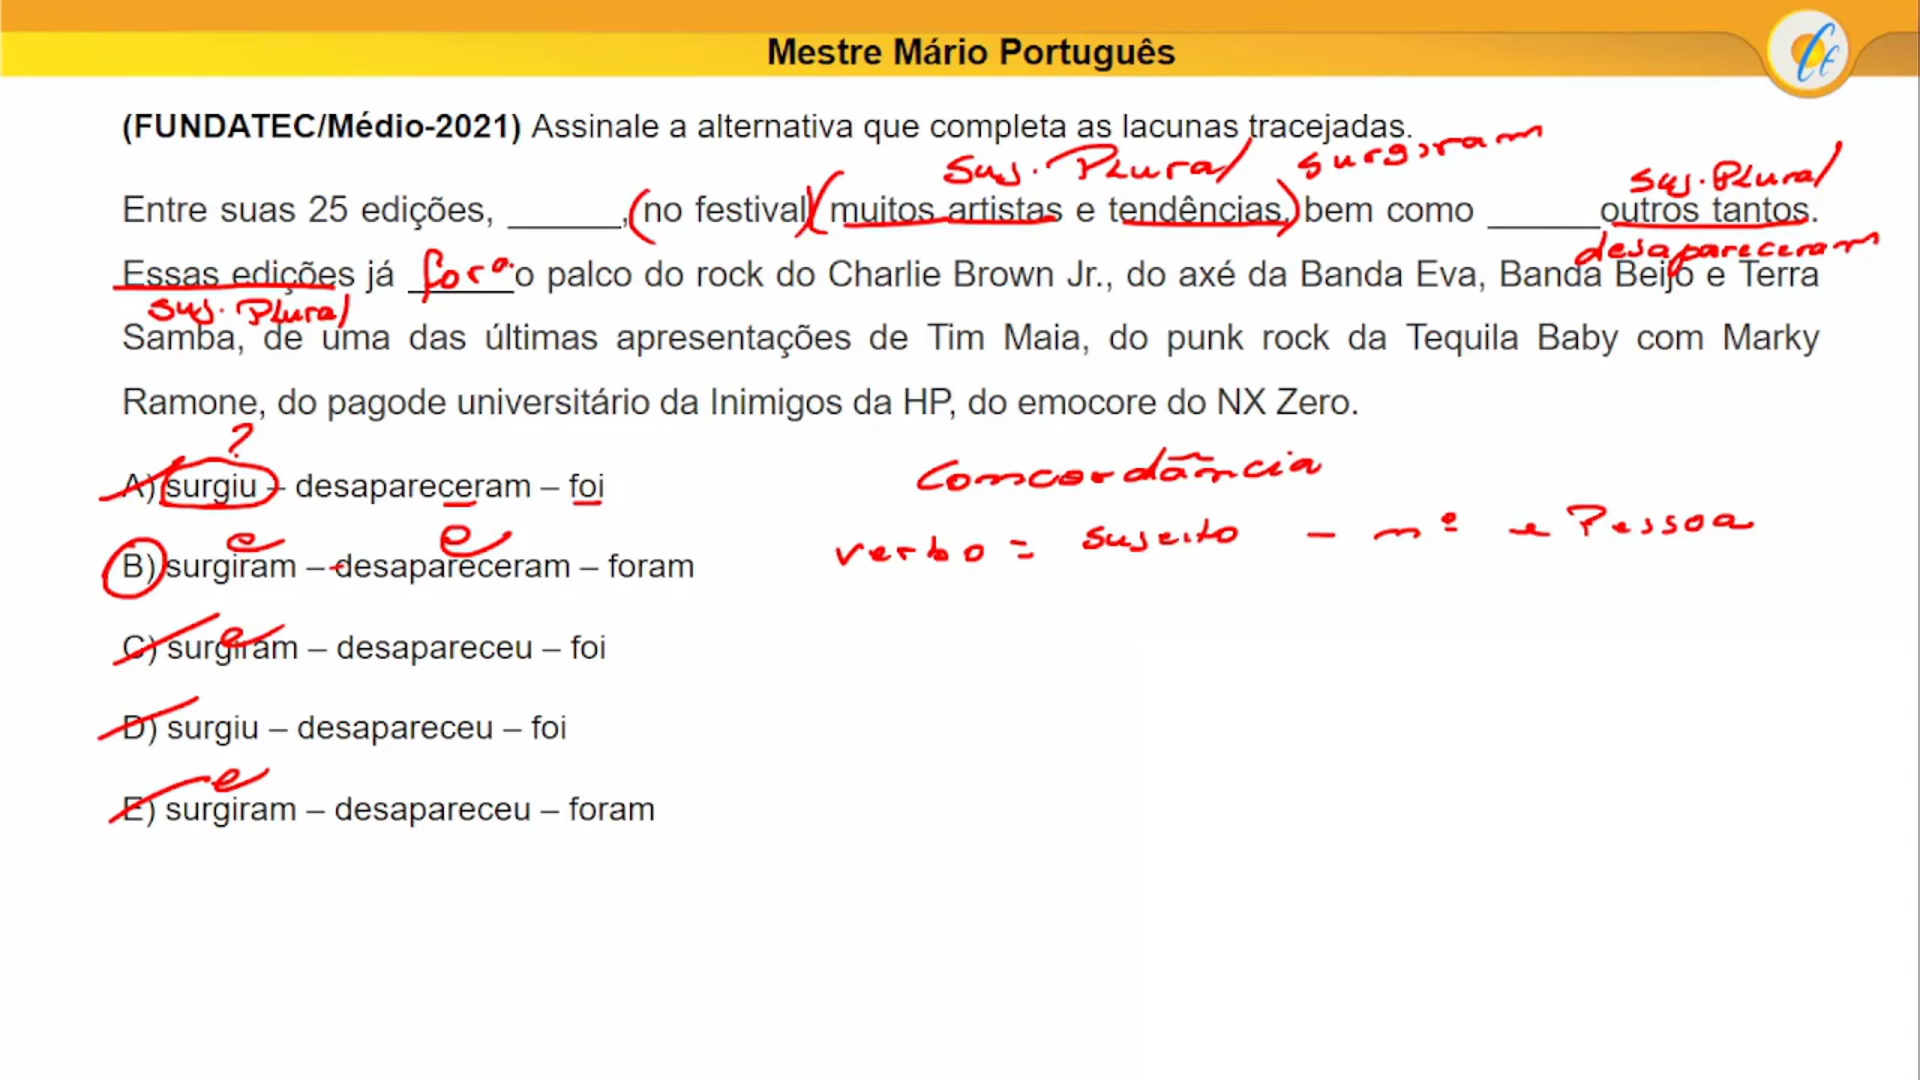 Mestre Mário Português
(FUNDATEC/Médio-2021) Assinale a alternativa que completa as lacunas tracejadas.
Suj. Plural surgiram Suj. Plural
Entre suas 25 edições, ______, (no festival) (muitos artistas e tendências,) bem como ______ outros tantos.
desapareceram
Essas edições já fora o palco do rock do Charlie Brown Jr., do axé da Banda Eva, Banda Beijo e Terra
Suj. Plural
Samba, de uma das últimas apresentações de Tim Maia, do punk rock da Tequila Baby com Marky
Ramone, do pagode universitário da Inimigos da HP, do emocore do NX Zero.
?
A) surgiu – desapareceram – foi
Concordância
B) surgiram – desapareceram – foram
verbo = sujeito – nº e Pessoa
C) surgiram – desapareceu – foi
D) surgiu – desapareceu – foi
E) surgiram – desapareceu – foram